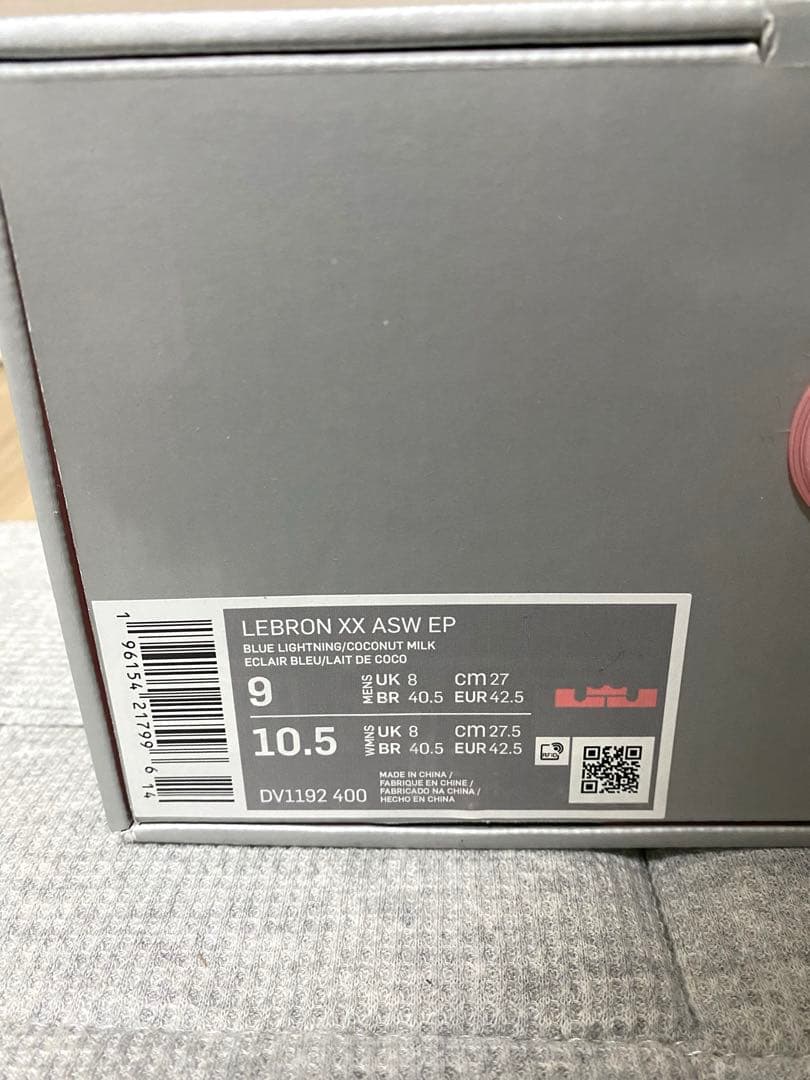 LEBRON XX ASW EP
BLUE LIGHTNING/COCONUT MILK
ECLAIR BLEU/LAIT DE COCO
9 MENS UK 8 cm 27
BR 40.5 EUR 42.5
10.5 WMNS UK 8 cm 27.5
BR 40.5 EUR 42.5
RFID
DV1192 400
MADE IN CHINA /
FABRIQUE EN CHINE /
FABRICADO NA CHINA /
HECHO EN CHINA
1 96154 21799 6 14